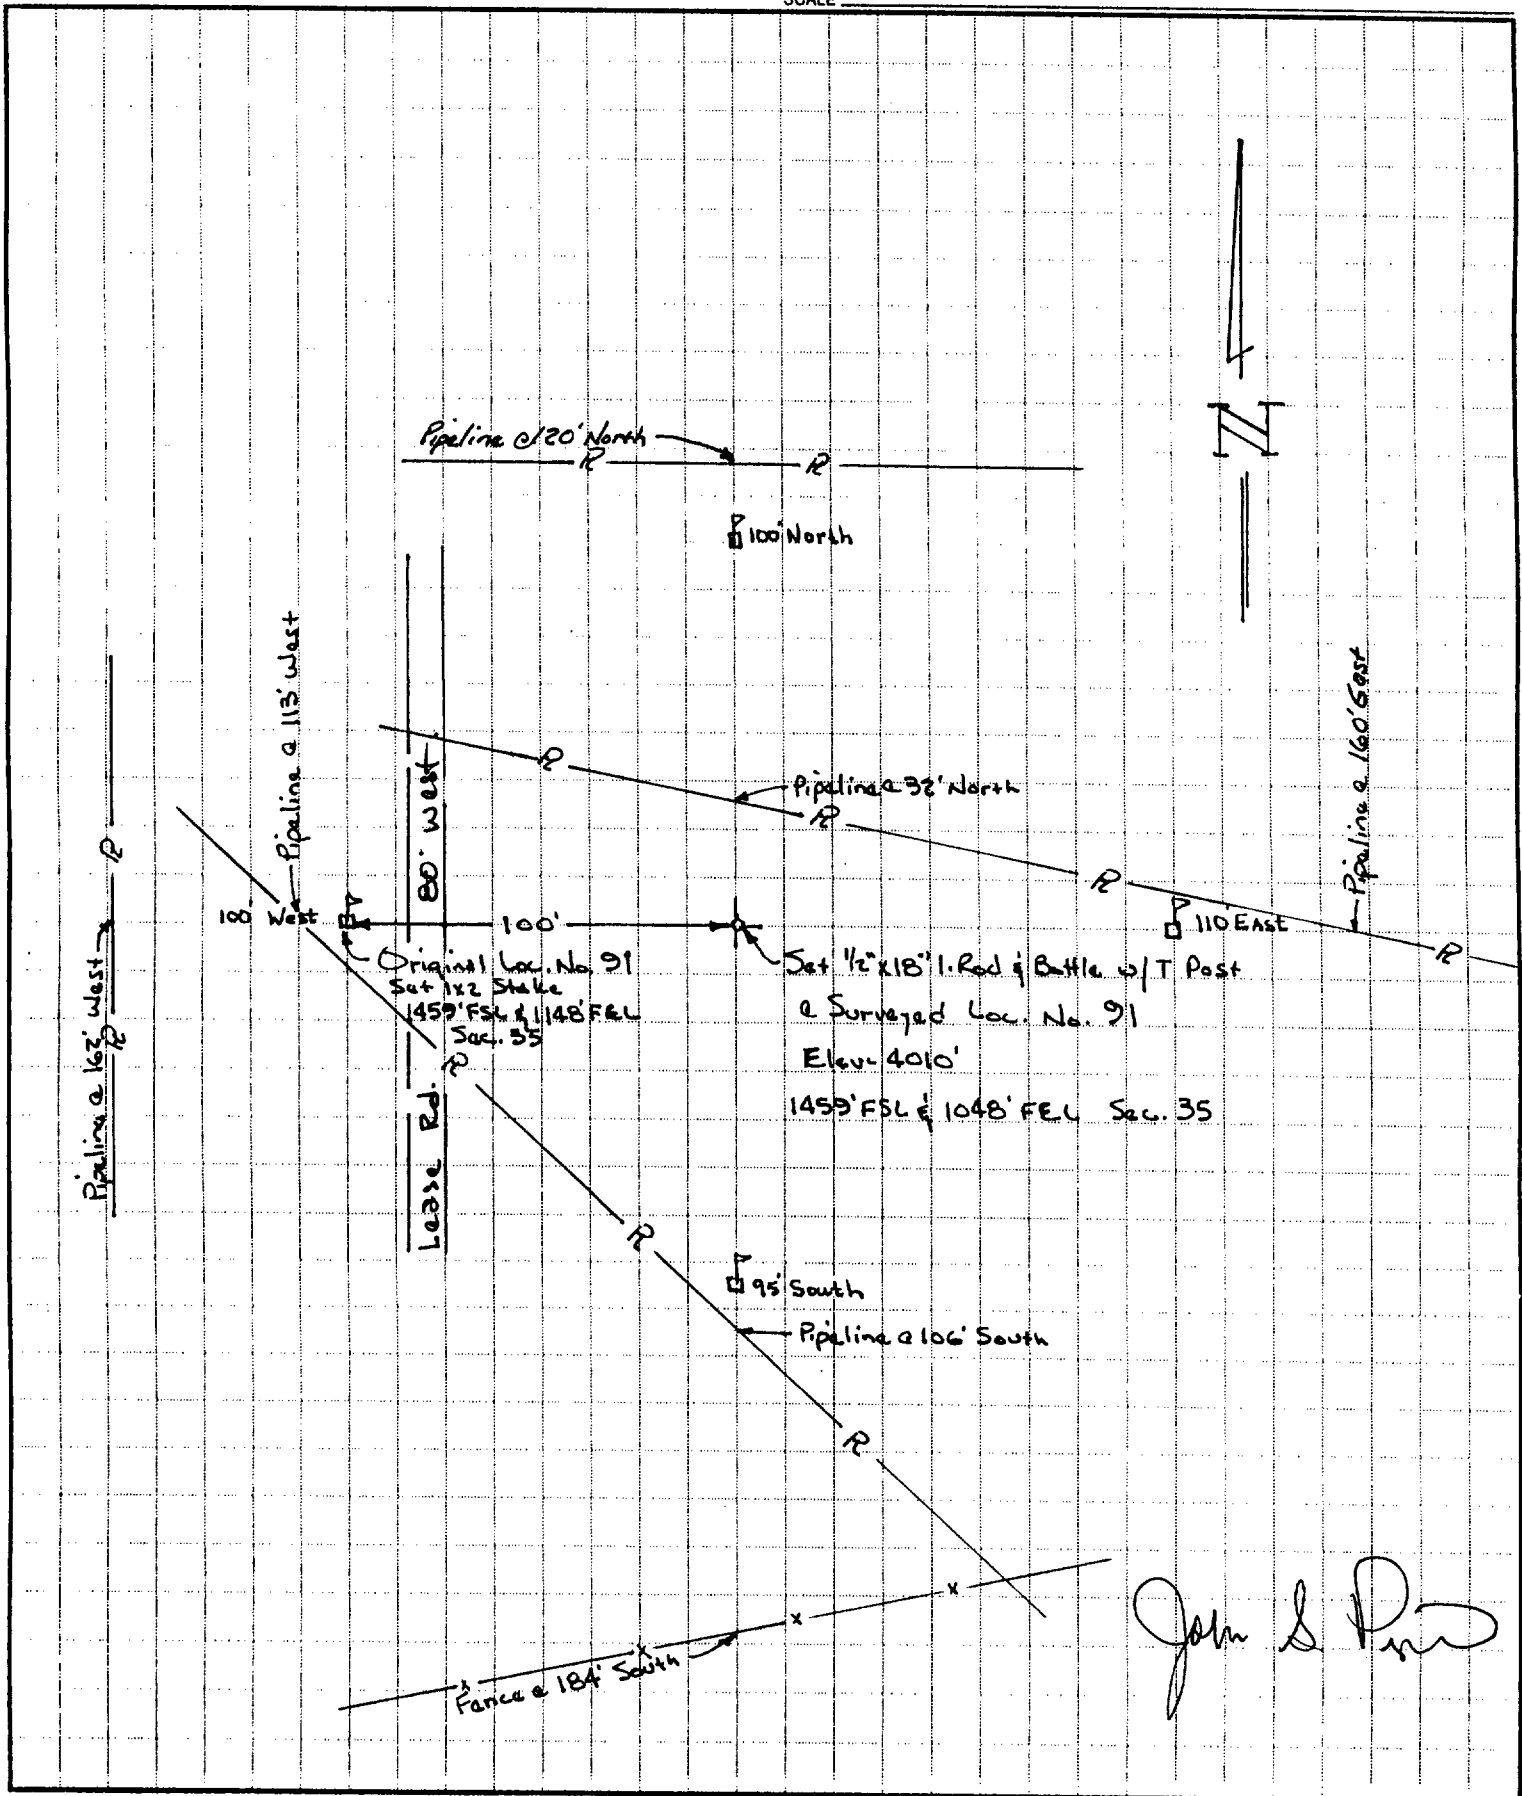 SCALE
N
Pipeline @ 120' North
R R
100' North
Pipeline @ 113' West
Pipeline @ 160' East
80' West
R
Pipeline @ 32' North
R
R
R
Pipeline @ 162' West
R
R
100' West
100'
110' East
R
Original Loc. No. 91
Set 1x2 Stake
1459' FSL & 1148' FEL
Sec. 35
Set 1/2" x 18" I. Rod & Bottle w/ T Post
@ Surveyed Loc. No. 91
Elev- 4010'
1459' FSL & 1048' FEL Sec. 35
R
Lease Rd.
R
95' South
Pipeline @ 106' South
R
x
x
x
x
Fence @ 184' South
John S